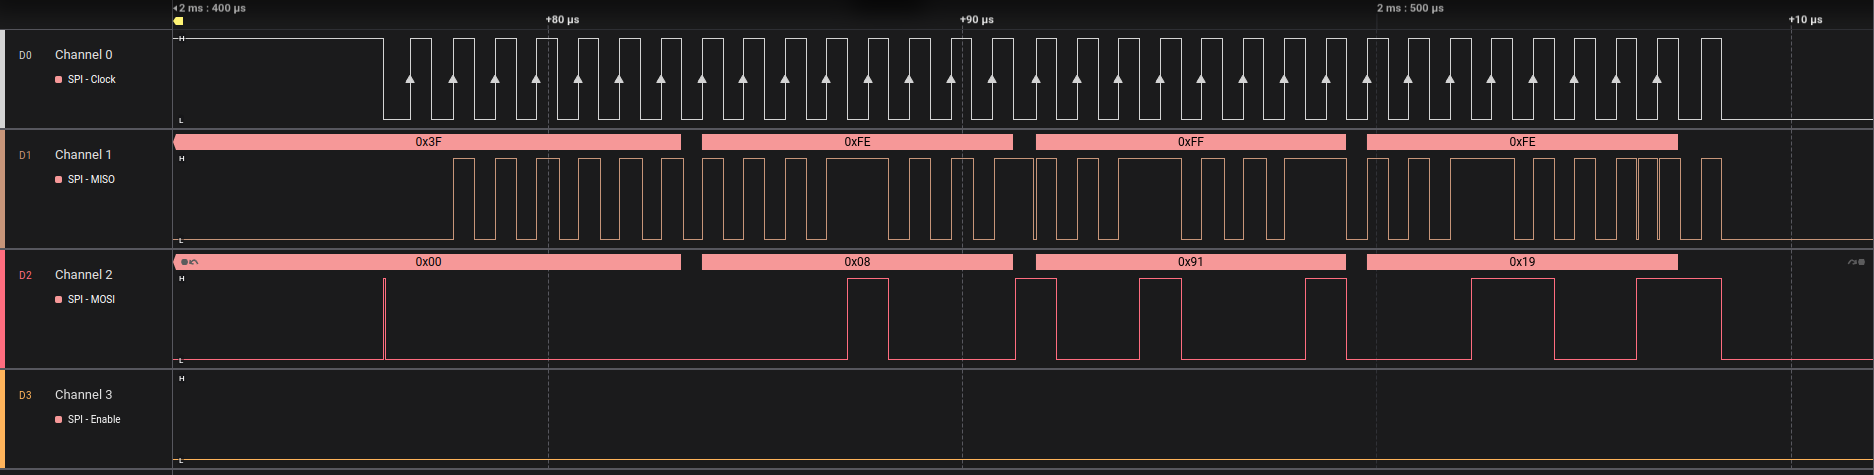 2 ms : 400 µs
2 ms : 500 µs
+80 µs
+90 µs
+10 µs
D0
Channel 0
SPI - Clock
H
L
D1
Channel 1
SPI - MISO
0x3F
0xFE
0xFF
0xFE
H
L
D2
Channel 2
SPI - MOSI
0x00
0x08
0x91
0x19
H
L
D3
Channel 3
SPI - Enable
H
L